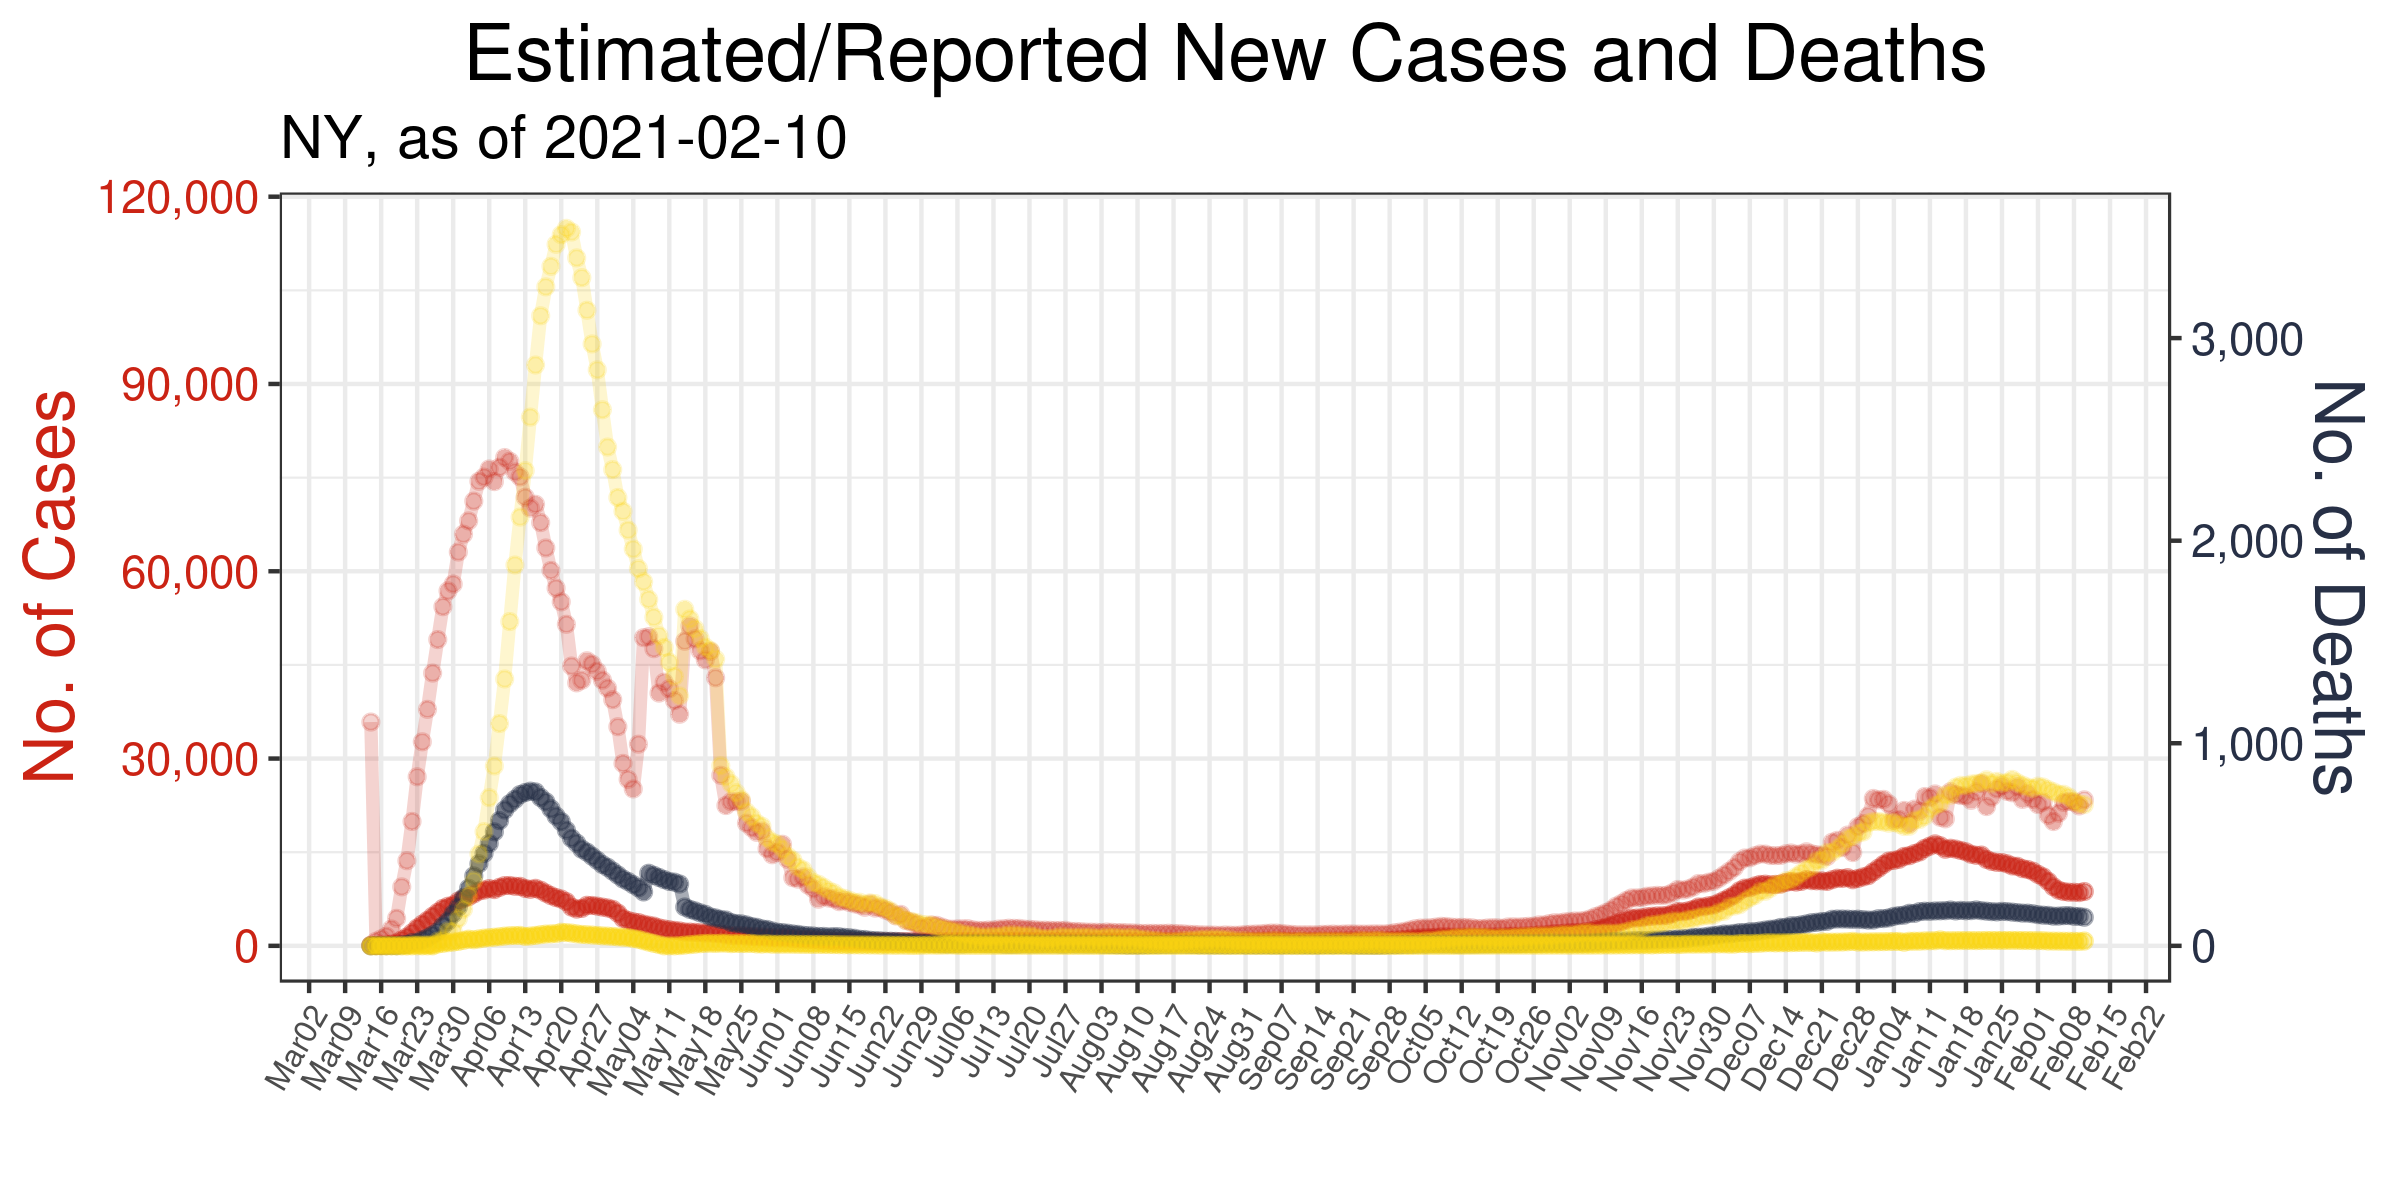 Estimated/Reported New Cases and Deaths
NY, as of 2021-02-10
No. of Cases
120,000
90,000
60,000
30,000
0
3,000
2,000
1,000
0
No. of Deaths
Mar02
Mar09
Mar16
Mar23
Mar30
Apr06
Apr13
Apr20
Apr27
May04
May11
May18
May25
Jun01
Jun08
Jun15
Jun22
Jun29
Jul06
Jul13
Jul20
Jul27
Aug03
Aug10
Aug17
Aug24
Aug31
Sep07
Sep14
Sep21
Sep28
Oct05
Oct12
Oct19
Oct26
Nov02
Nov09
Nov16
Nov23
Nov30
Dec07
Dec14
Dec21
Dec28
Jan04
Jan11
Jan18
Jan25
Feb01
Feb08
Feb15
Feb22